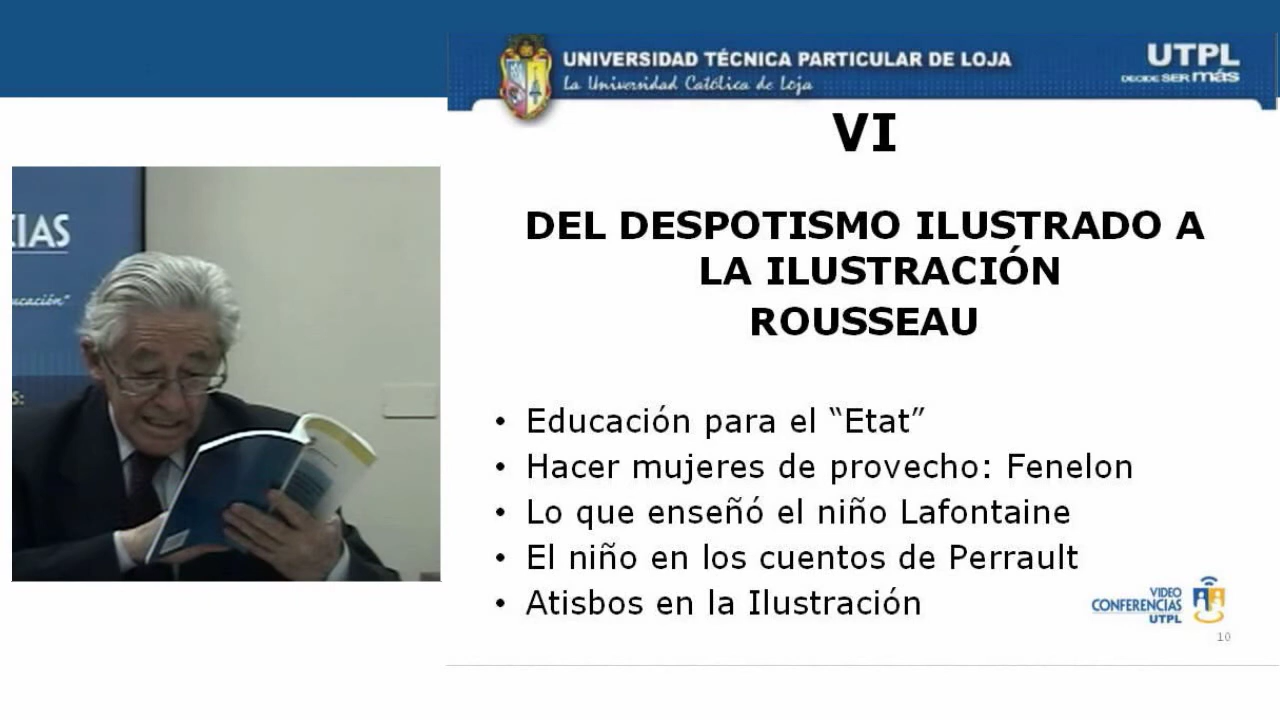 UNIVERSIDAD TÉCNICA PARTICULAR DE LOJA
La Universidad Católica de Loja
UTPL
DECIDE SER más
VI
DEL DESPOTISMO ILUSTRADO A
LA ILUSTRACIÓN
ROUSSEAU
• Educación para el “Etat”
• Hacer mujeres de provecho: Fenelon
• Lo que enseñó el niño Lafontaine
• El niño en los cuentos de Perrault
• Atisbos en la Ilustración
VIDEO
CONFERENCIAS
UTPL
10
CIAS
ucación”
S: